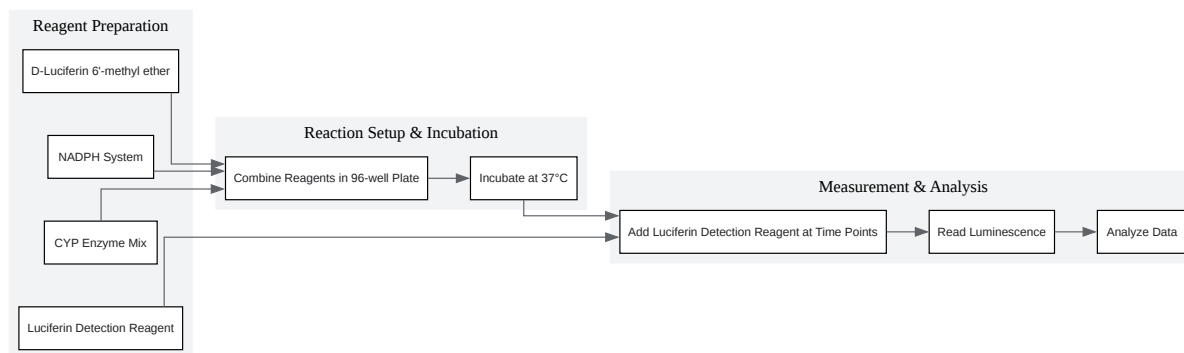 Reagent Preparation
D-Luciferin 6'-methyl ether
NADPH System
CYP Enzyme Mix
Luciferin Detection Reagent
Reaction Setup & Incubation
Combine Reagents in 96-well Plate
Incubate at 37°C
Measurement & Analysis
Add Luciferin Detection Reagent at Time Points
Read Luminescence
Analyze Data